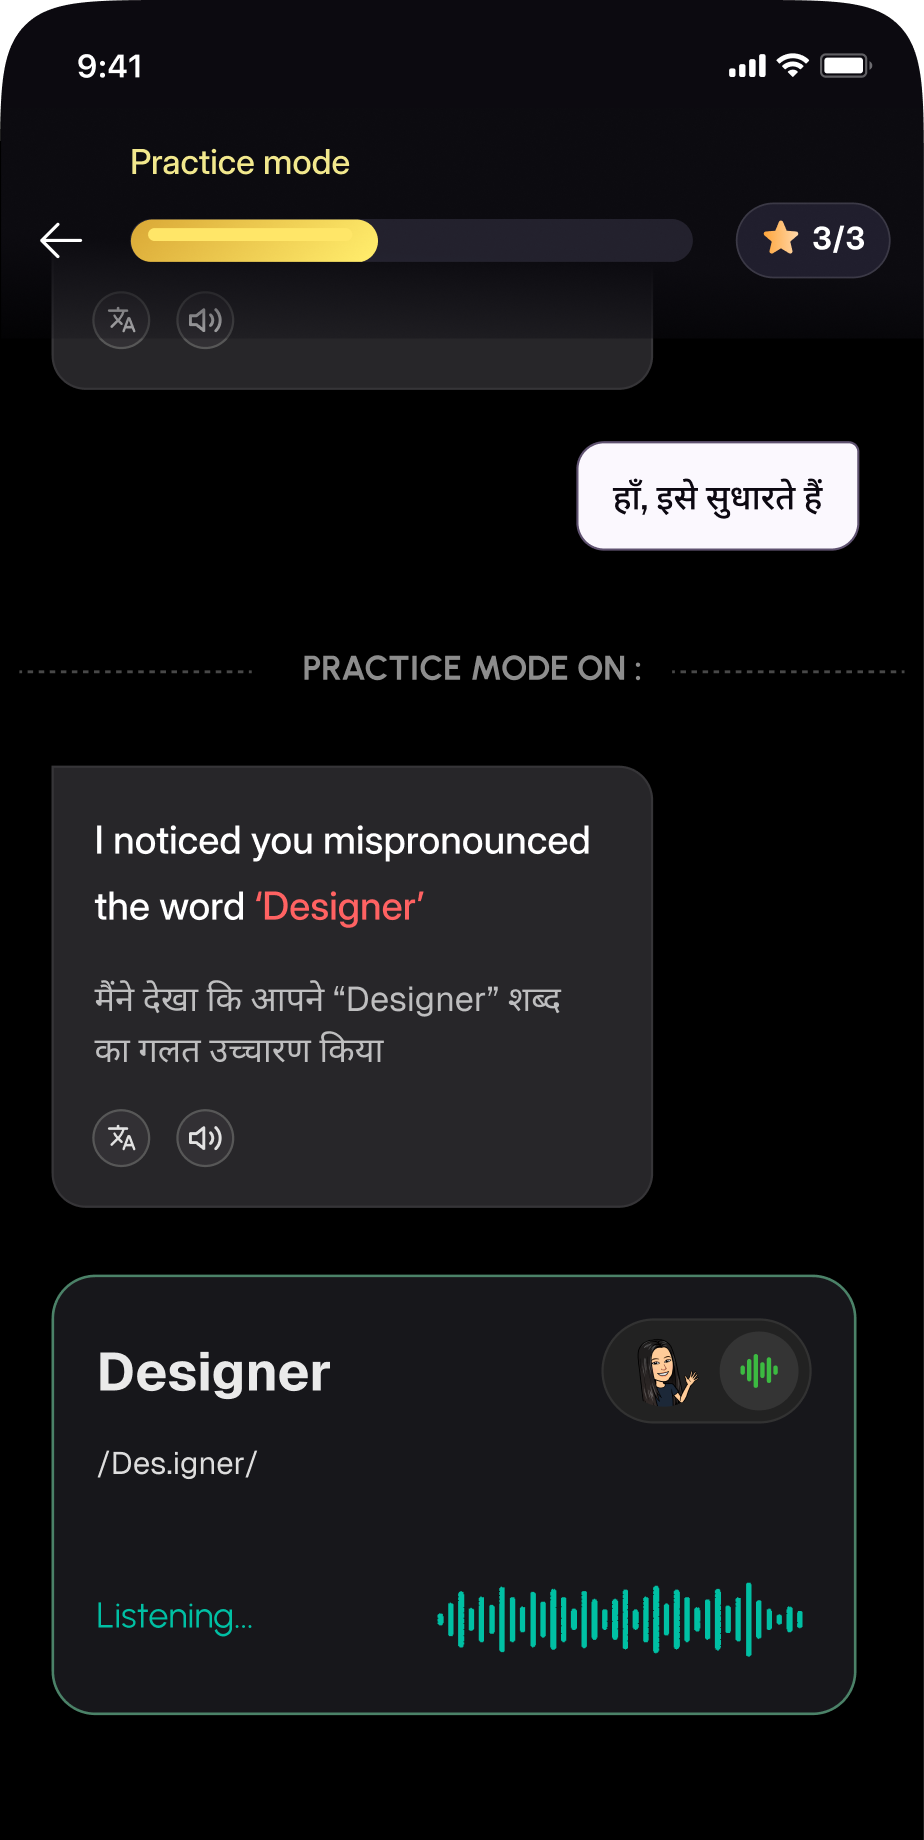 9:41
Practice mode
3/3
हाँ, इसे सुधारते हैं
PRACTICE MODE ON :
I noticed you mispronounced
the word ‘Designer’
मैंने देखा कि आपने “Designer” शब्द
का गलत उच्चारण किया
Designer
/Des.igner/
Listening...